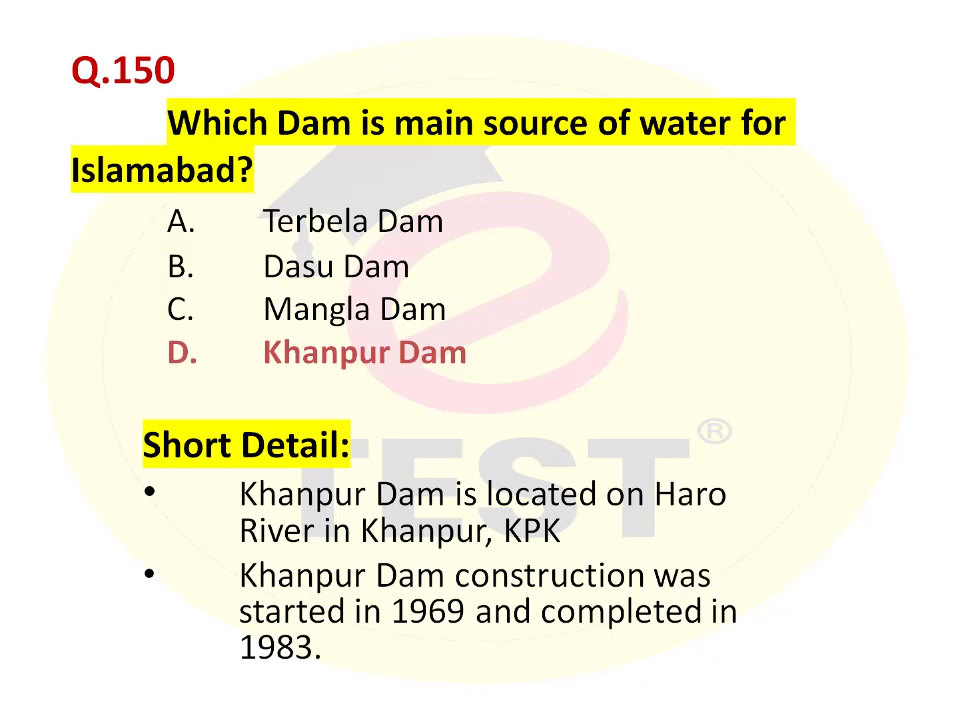 Q.150
Which Dam is main source of water for
Islamabad?
A. Terbela Dam
B. Dasu Dam
C. Mangla Dam
D. Khanpur Dam
Short Detail:
• Khanpur Dam is located on Haro
River in Khanpur, KPK
• Khanpur Dam construction was
started in 1969 and completed in
1983.
e
TEST®